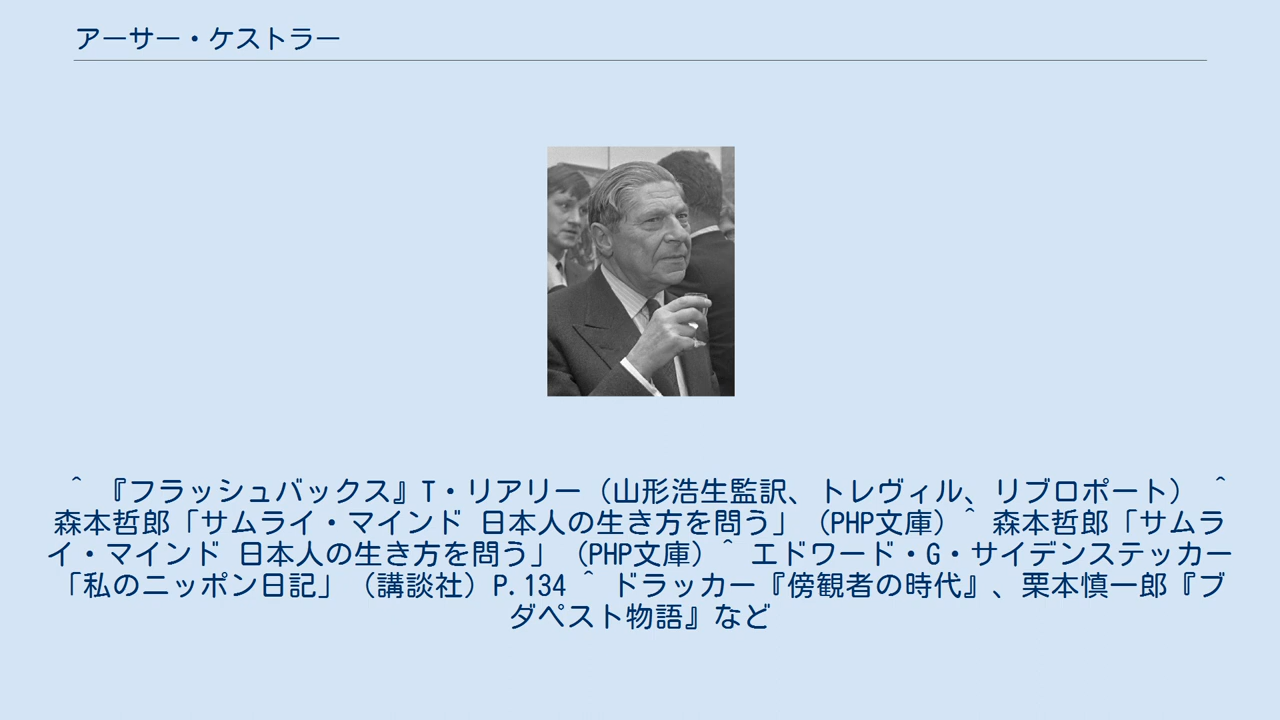 アーサー・ケストラー
^ 『フラッシュバックス』T・リアリー（山形浩生監訳、トレヴィル、リブロポート） ^
森本哲郎「サムライ・マインド 日本人の生き方を問う」（PHP文庫）^ 森本哲郎「サムラ
イ・マインド 日本人の生き方を問う」（PHP文庫）^ エドワード・G・サイデンステッカー
「私のニッポン日記」（講談社）P.134 ^ ドラッカー『傍観者の時代』、栗本慎一郎『ブ
ダペスト物語』など